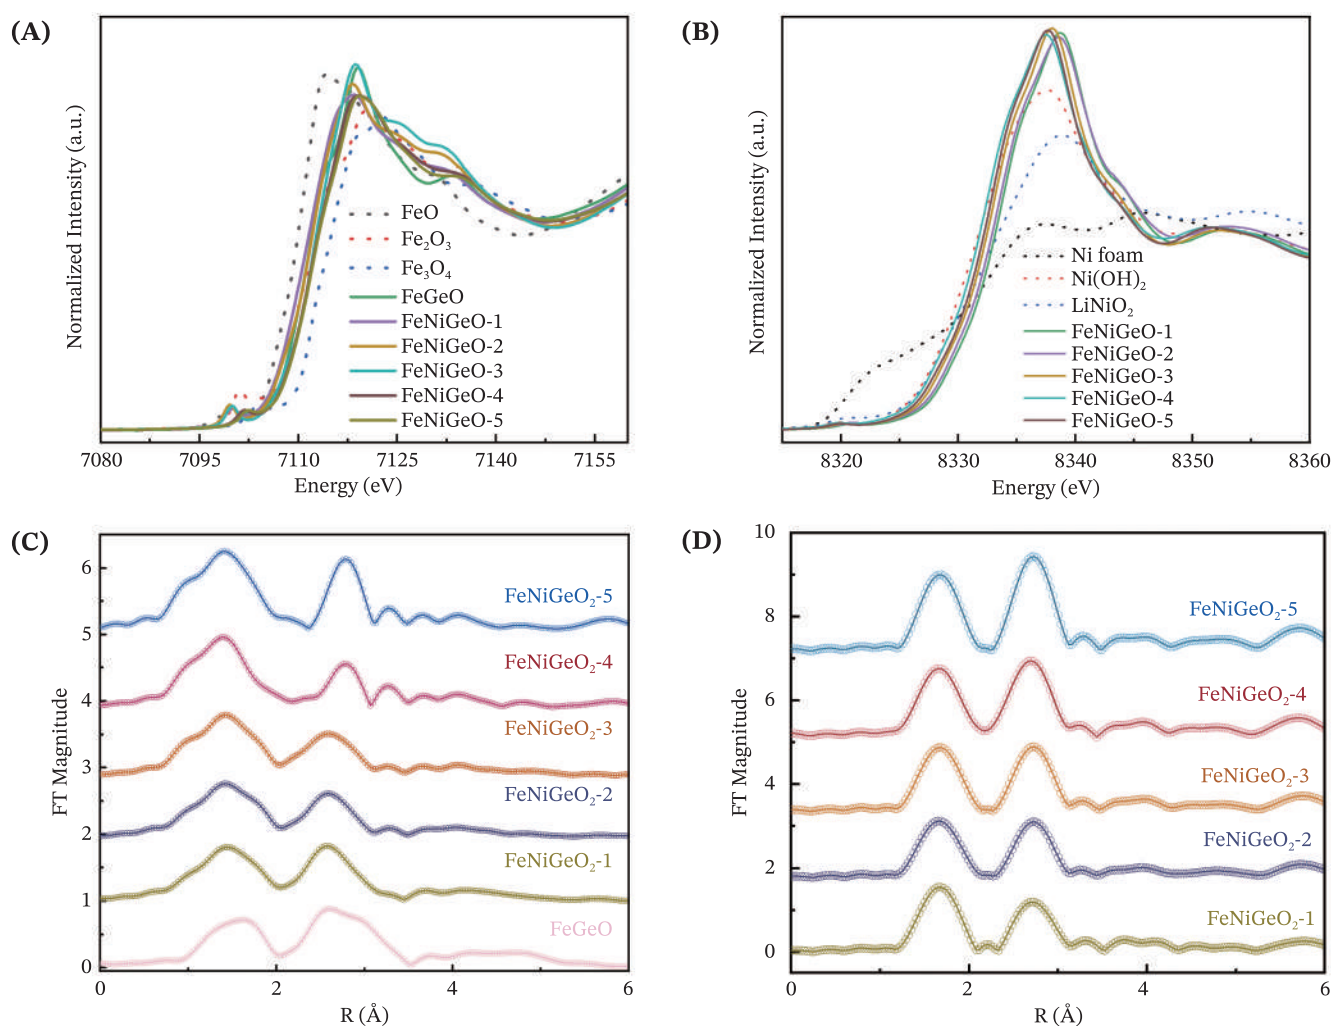 (A)
Normalized Intensity (a.u.)
FeO
Fe₂O₃
Fe₃O₄
FeGeO
FeNiGeO-1
FeNiGeO-2
FeNiGeO-3
FeNiGeO-4
FeNiGeO-5
7080 7095 7110 7125 7140 7155
Energy (eV)
(B)
Normalized Intensity (a.u.)
Ni foam
Ni(OH)₂
LiNiO₂
FeNiGeO-1
FeNiGeO-2
FeNiGeO-3
FeNiGeO-4
FeNiGeO-5
8320 8330 8340 8350 8360
Energy (eV)
(C)
FT Magnitude
6
5
4
3
2
1
0
FeNiGeO₂-5
FeNiGeO₂-4
FeNiGeO₂-3
FeNiGeO₂-2
FeNiGeO₂-1
FeGeO
0 2 4 6
R (Å)
(D)
FT Magnitude
10
8
6
4
2
0
FeNiGeO₂-5
FeNiGeO₂-4
FeNiGeO₂-3
FeNiGeO₂-2
FeNiGeO₂-1
0 2 4 6
R (Å)